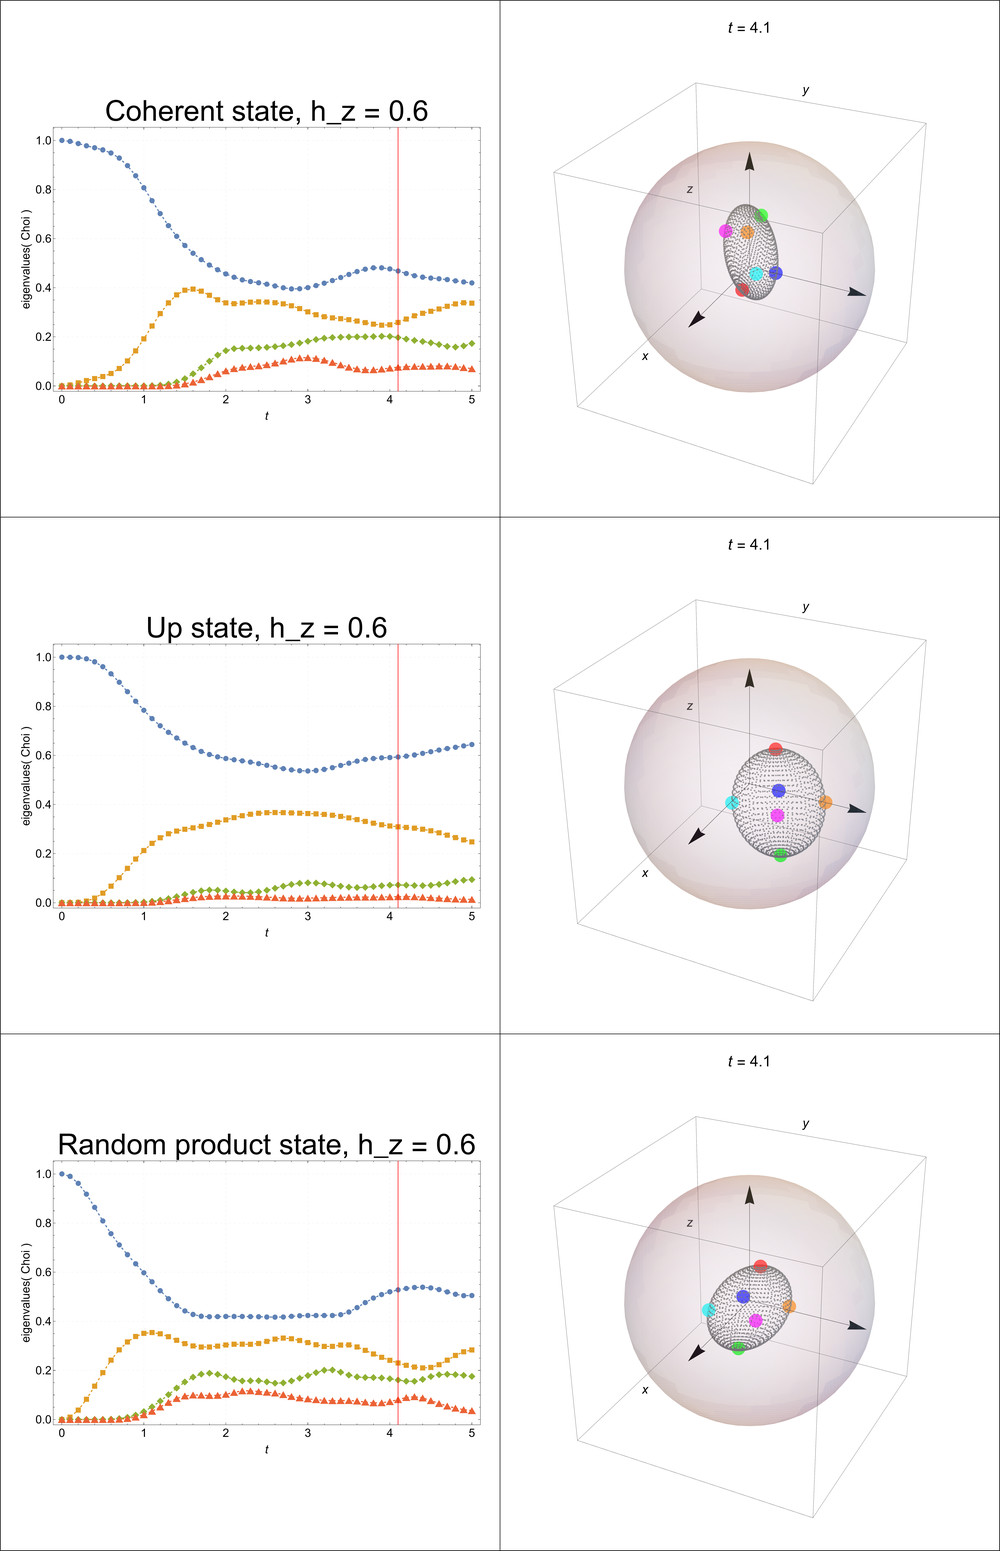 Coherent state, h_z = 0.6
eigenvalues( Choi )
1.0
0.8
0.6
0.4
0.2
0.0
0 1 2 3 4 5
t
t = 4.1
y
z
x
Up state, h_z = 0.6
eigenvalues( Choi )
1.0
0.8
0.6
0.4
0.2
0.0
0 1 2 3 4 5
t
t = 4.1
y
z
x
Random product state, h_z = 0.6
eigenvalues( Choi )
1.0
0.8
0.6
0.4
0.2
0.0
0 1 2 3 4 5
t
t = 4.1
y
z
x